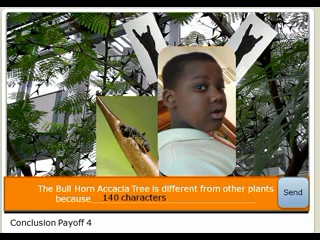 The Bull Horn Accacia Tree is different from other plants
because 140 characters
Send
Conclusion Payoff 4